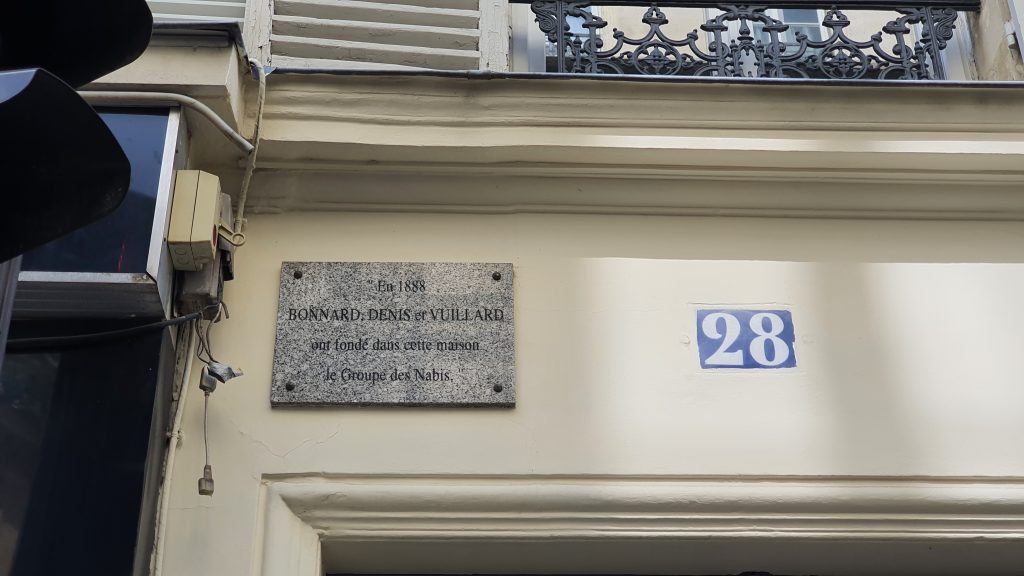 "En 1888
BONNARD, DENIS et VUILLARD
ont fondé dans cette maison
le Groupe des Nabis."
28